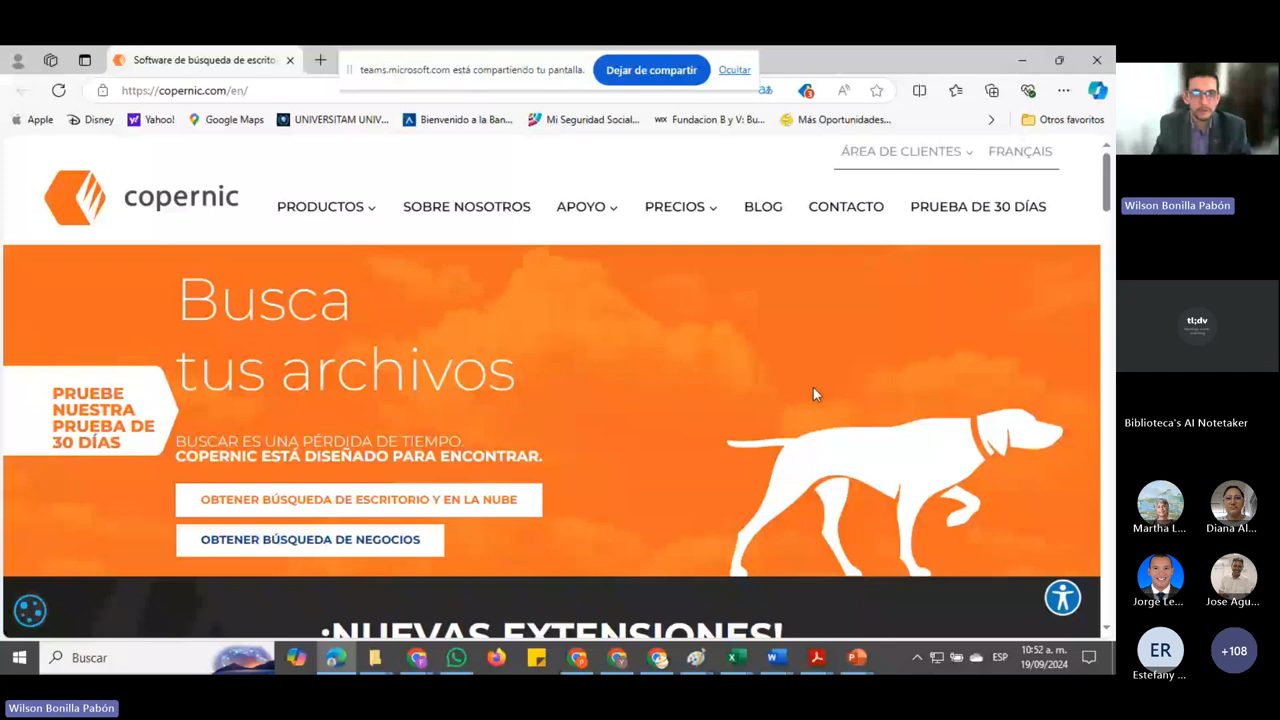 Software de búsqueda de escrito
teams.microsoft.com está compartiendo tu pantalla.
Dejar de compartir
Ocultar
https://copernic.com/en/
3
Apple
Disney
Yahoo!
Google Maps
UNIVERSITAM UNIV...
Bienvenido a la Ban...
Mi Seguridad Social...
WIX
Fundacion B y V: Bu...
Más Oportunidades...
Otros favoritos
ÁREA DE CLIENTES
FRANÇAIS
copernic
PRODUCTOS
SOBRE NOSOTROS
APOYO
PRECIOS
BLOG
CONTACTO
PRUEBA DE 30 DÍAS
Busca
tus archivos
PRUEBE
NUESTRA
PRUEBA DE
30 DÍAS
BUSCAR ES UNA PÉRDIDA DE TIEMPO.
COPERNIC ESTÁ DISEÑADO PARA ENCONTRAR.
OBTENER BÚSQUEDA DE ESCRITORIO Y EN LA NUBE
OBTENER BÚSQUEDA DE NEGOCIOS
¡NUEVAS EXTENSIONES!
Buscar
ESP
10:52 a. m.
19/09/2024
Wilson Bonilla Pabón
tl;dv
Biblioteca's AI Notetaker
Martha L...
Diana Al...
Jorge Le...
Jose Agu...
ER
Estefany ...
+108
Wilson Bonilla Pabón